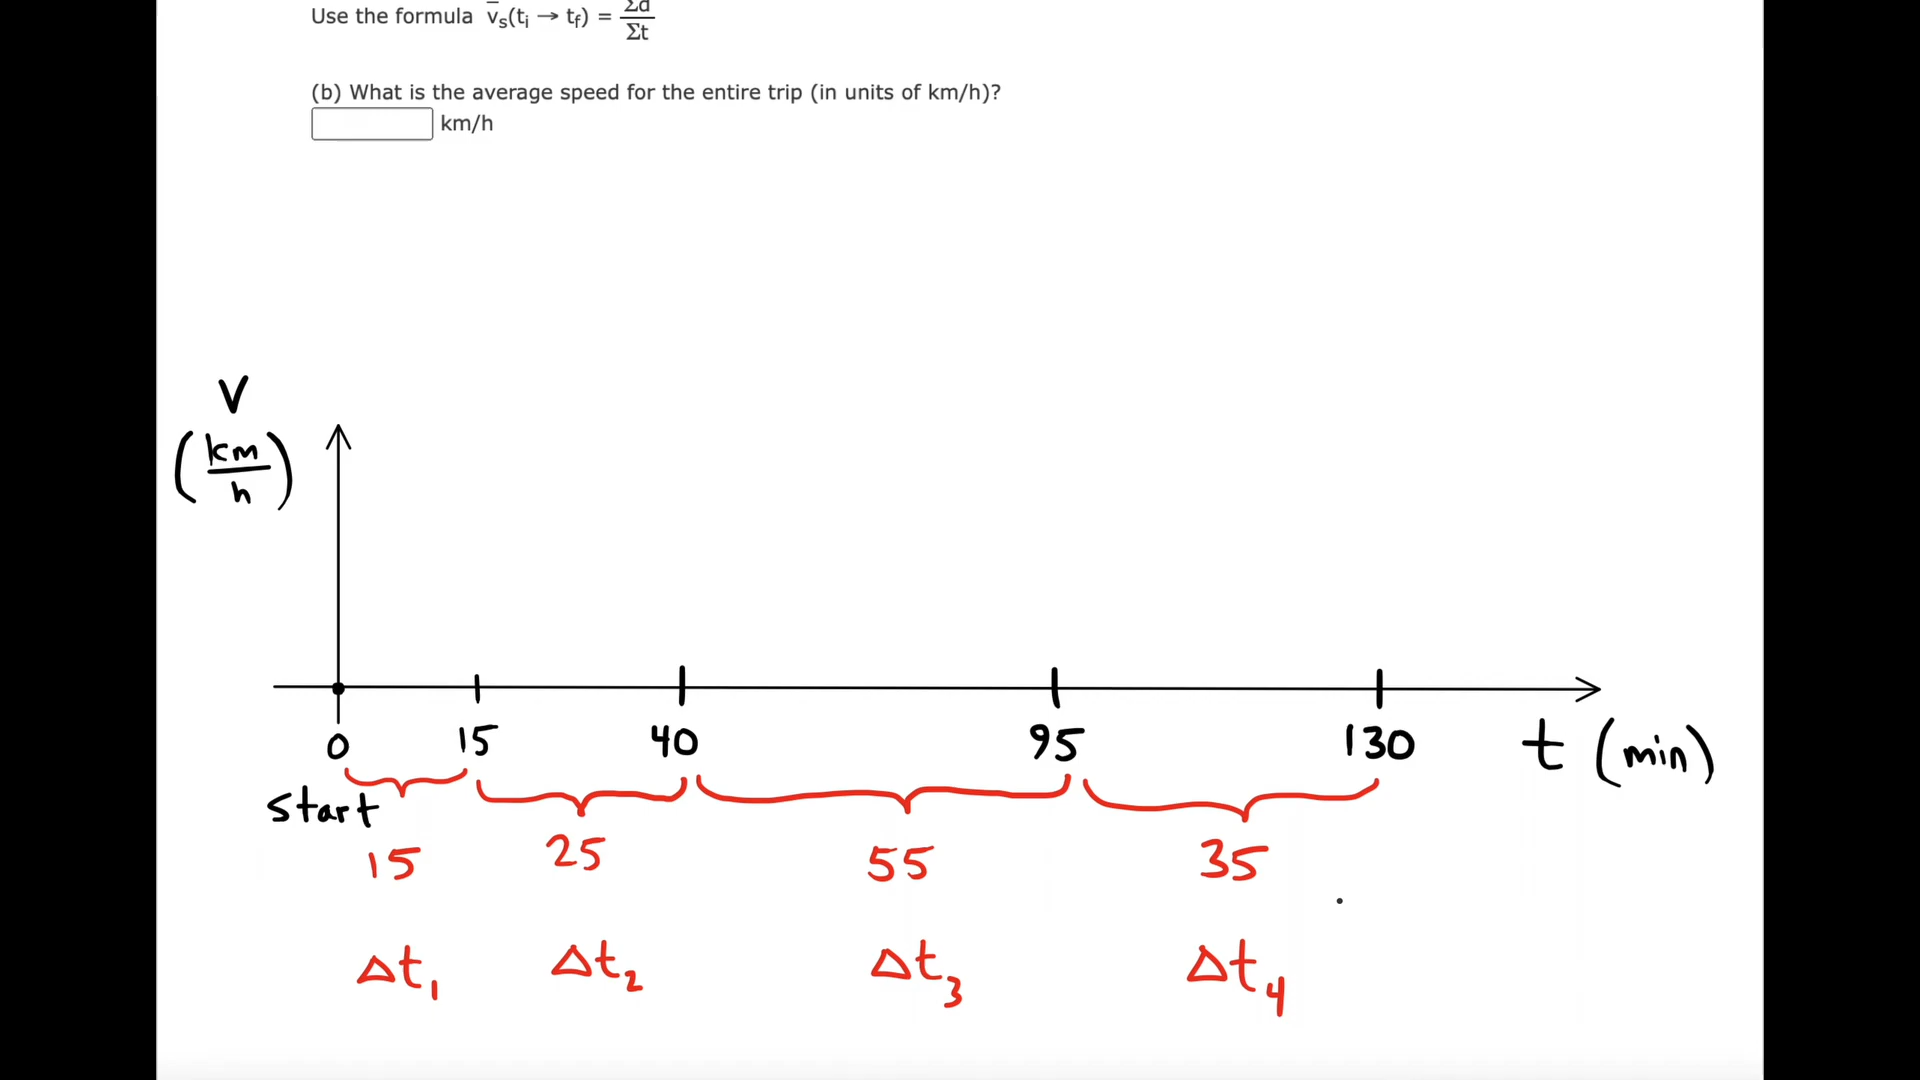 Use the formula v̄s(ti → tf) = Σd/Σt
(b) What is the average speed for the entire trip (in units of km/h)?
km/h
V
(km/h)
0 15 40 95 130 t (min)
start
15 25 55 35
Δt1 Δt2 Δt3 Δt4